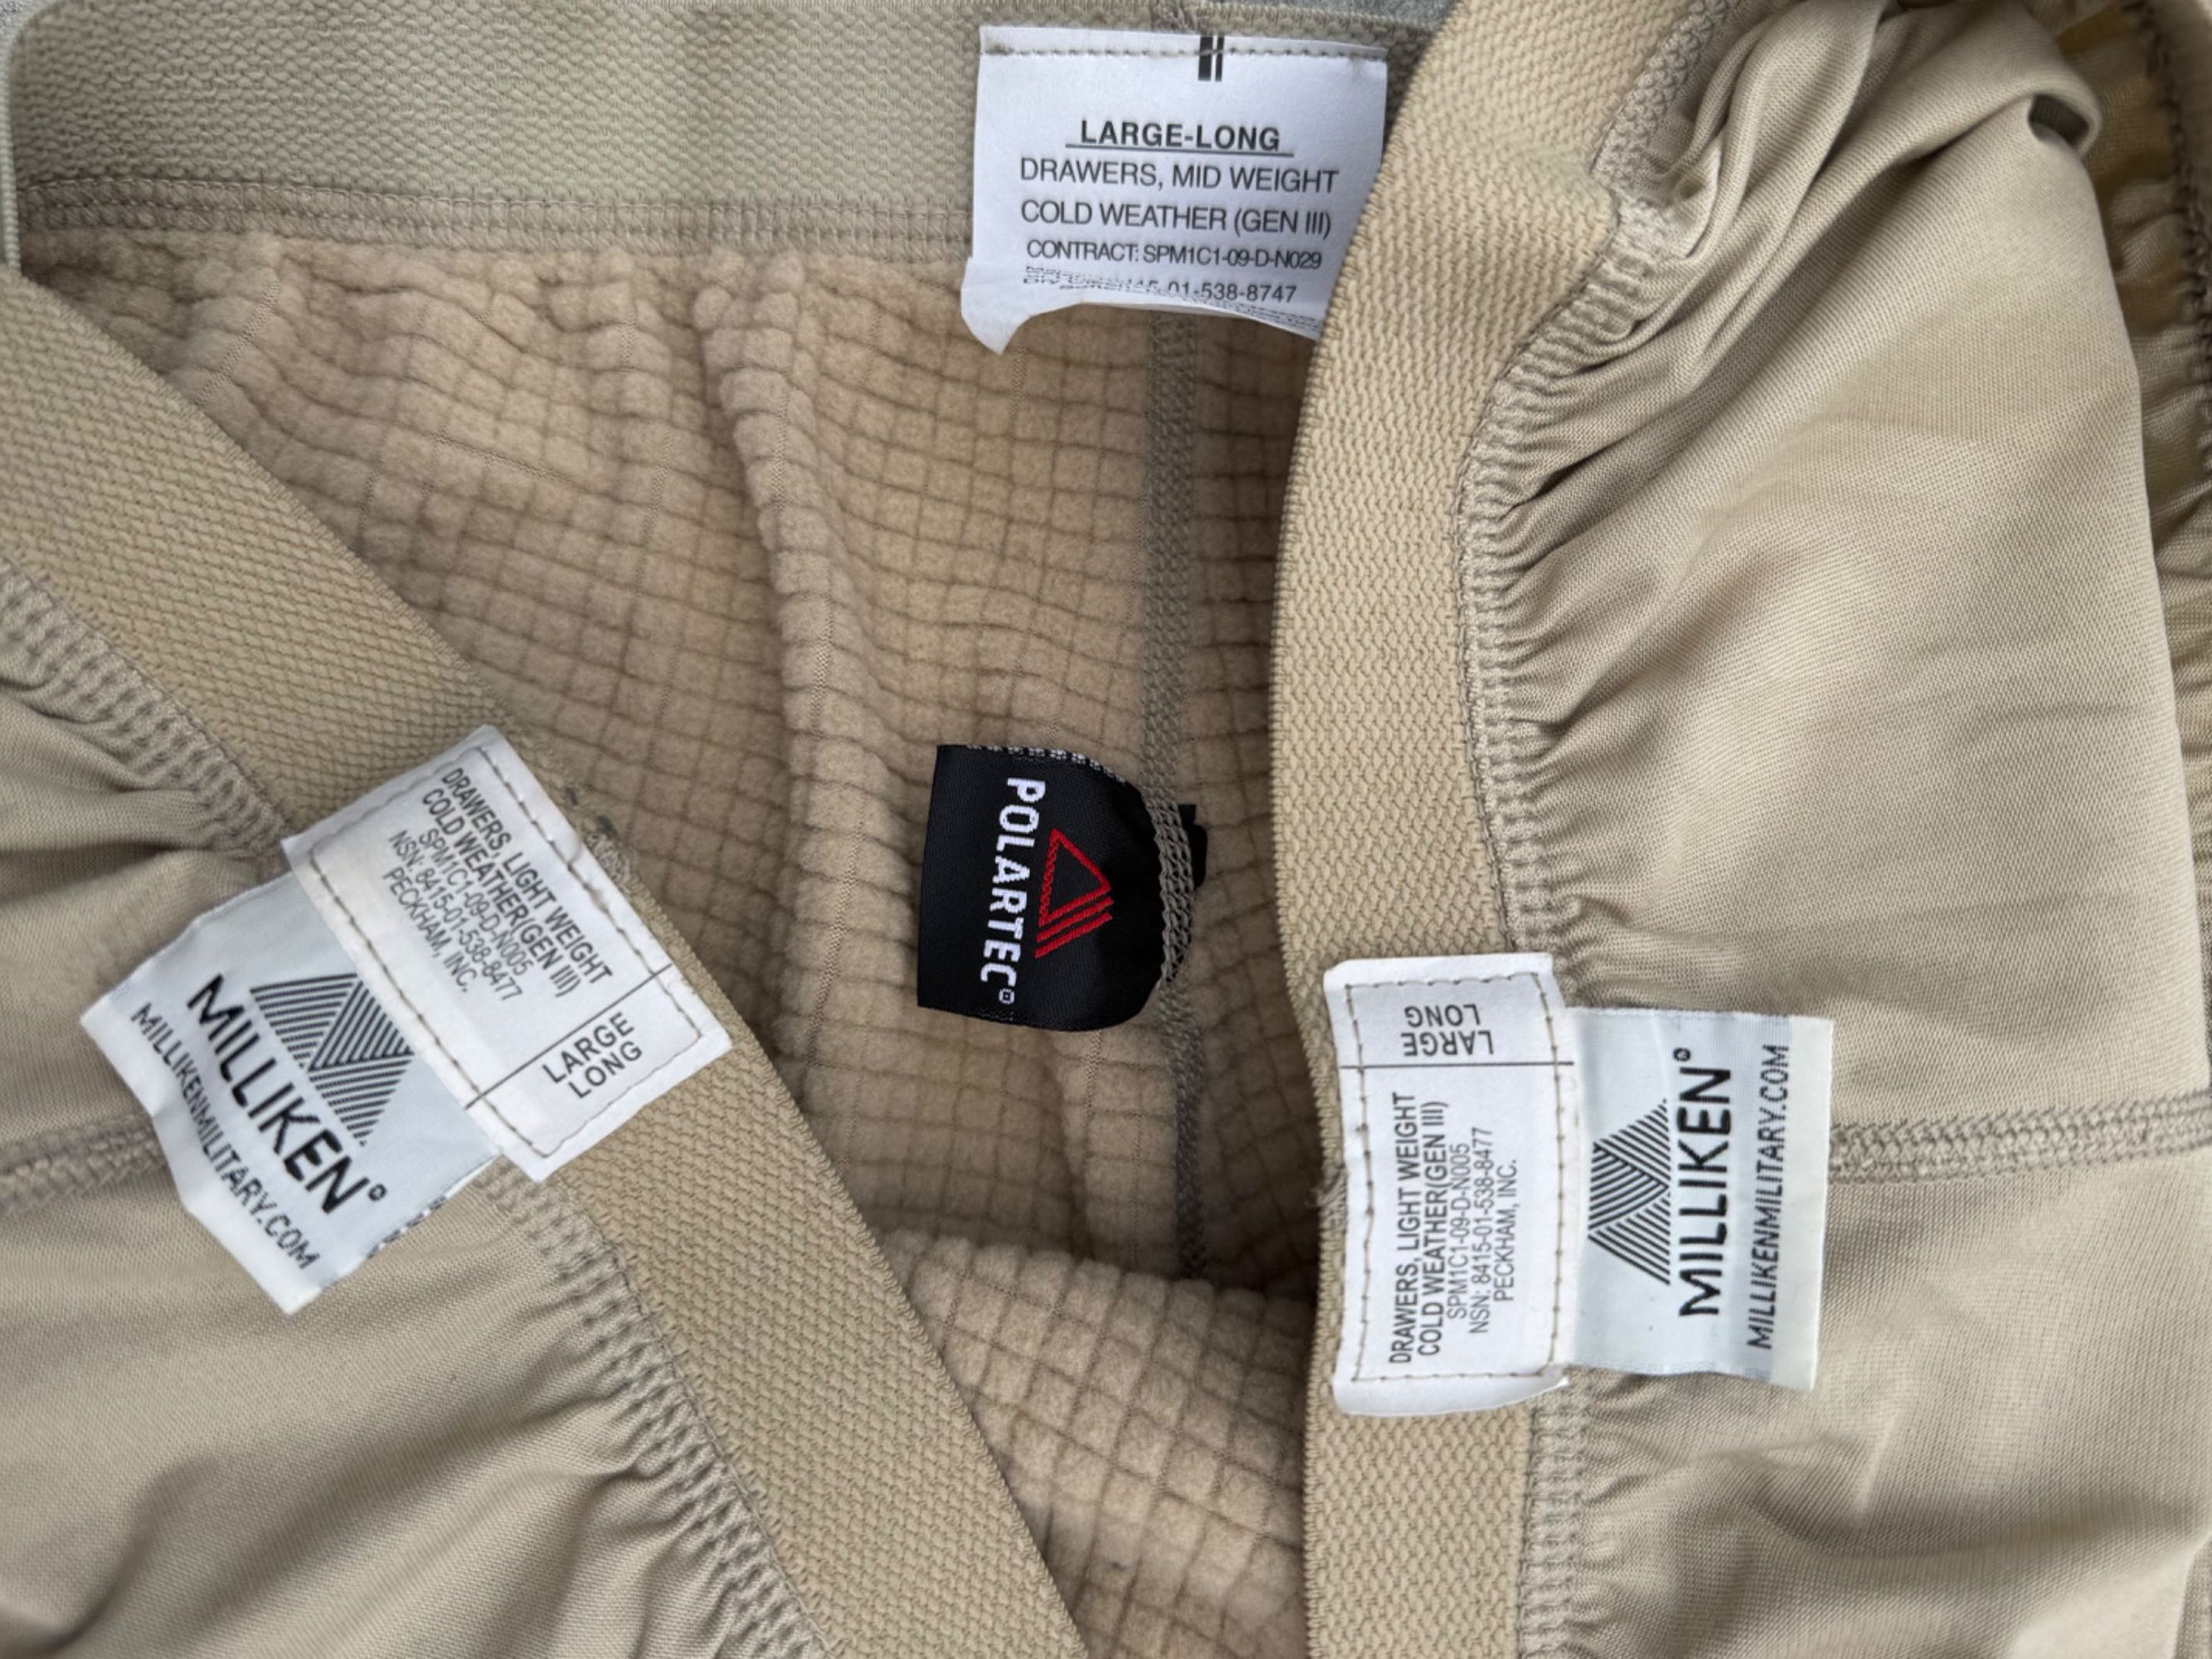 LARGE-LONG
DRAWERS, MID WEIGHT
COLD WEATHER (GEN III)
CONTRACT: SPM1C1-09-D-N029
01-538-8747
POLARTEC®
DRAWERS, LIGHT WEIGHT
COLD WEATHER(GEN III)
SPM1C1-09-D-N005
NSN: 8415-01-538-8477
PECKHAM, INC.
LARGE
LONG
MILLIKEN®
MILLIKENMILITARY.COM
LARGE
LONG
DRAWERS, LIGHT WEIGHT
COLD WEATHER(GEN III)
SPM1C1-09-D-N005
NSN: 8415-01-538-8477
PECKHAM, INC.
MILLIKEN®
MILLIKENMILITARY.COM